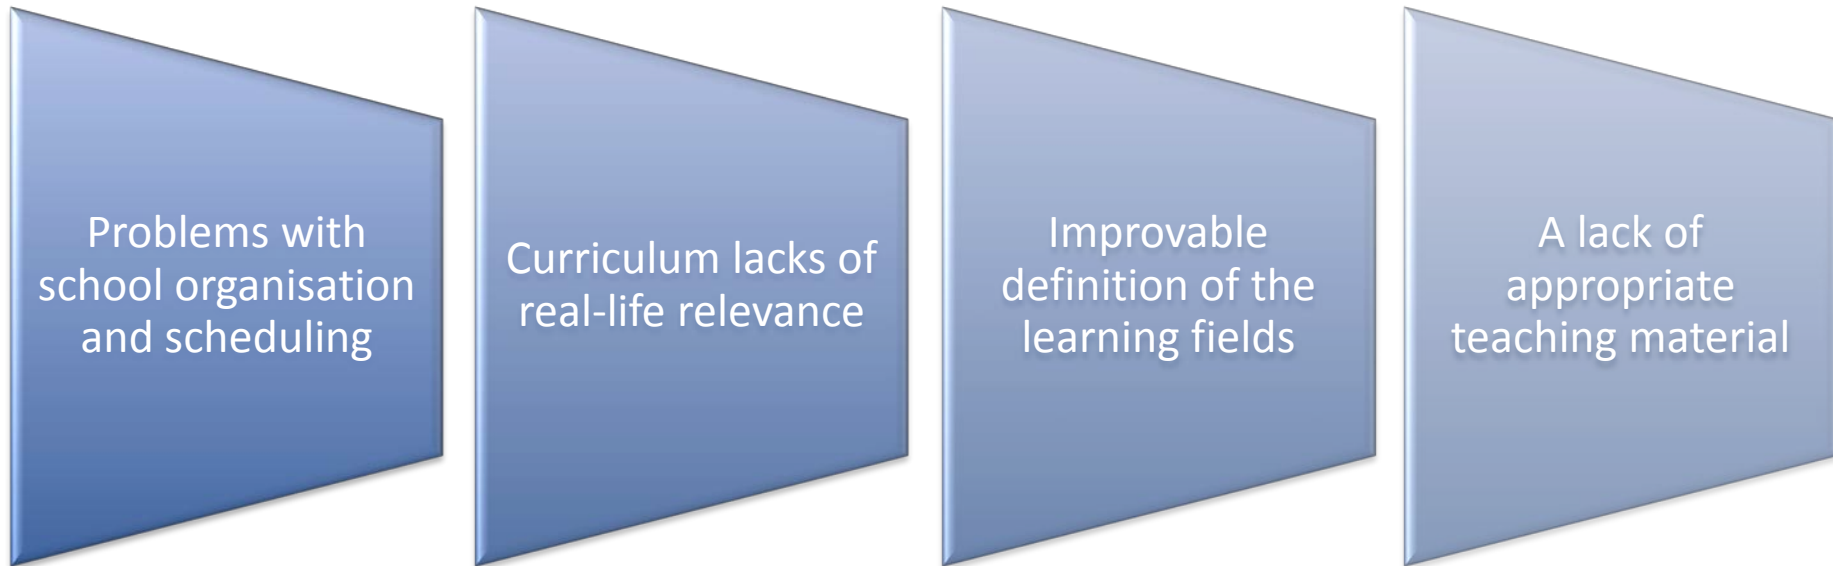 Problems with
school organisation
and scheduling
Curriculum lacks of
real-life relevance
Improvable
definition of the
learning fields
A lack of
appropriate
teaching material